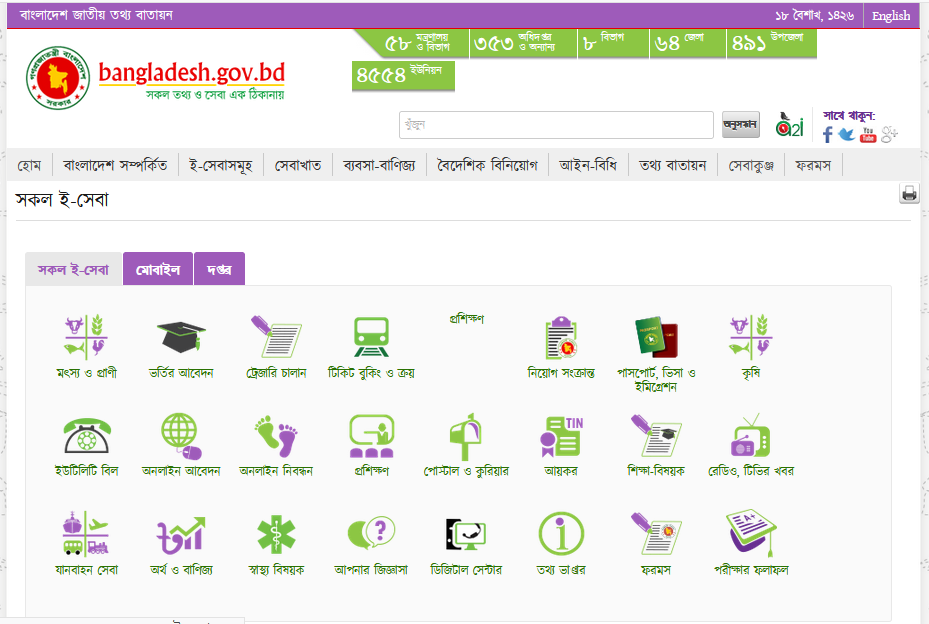 বাংলাদেশ জাতীয় তথ্য বাতায়ন
১৮ বৈশাখ, ১৪২৬ English
৫৮ মন্ত্রণালয় ও বিভাগ ৩৫৩ অধিদপ্তর ও অন্যান্য ৮ বিভাগ ৬৪ জেলা ৪৯১ উপজেলা
৪৫৫৪ ইউনিয়ন
গণপ্রজাতন্ত্রী বাংলাদেশ সরকার
bangladesh.gov.bd
সকল তথ্য ও সেবা এক ঠিকানায়
খুঁজুন অনুসন্ধান a2i
সাথে থাকুন:
f You Tube g+
হোম বাংলাদেশ সম্পর্কিত ই-সেবাসমূহ সেবাখাত ব্যবসা-বাণিজ্য বৈদেশিক বিনিয়োগ আইন-বিধি তথ্য বাতায়ন সেবাকুঞ্জ ফরমস
সকল ই-সেবা
সকল ই-সেবা মোবাইল দপ্তর
মৎস্য ও প্রাণী ভর্তির আবেদন ট্রেজারি চালান টিকিট বুকিং ও ক্রয় প্রশিক্ষণ নিয়োগ সংক্রান্ত পাসপোর্ট, ভিসা ও ইমিগ্রেশন কৃষি
TIN
ইউটিলিটি বিল অনলাইন আবেদন অনলাইন নিবন্ধন প্রশিক্ষণ পোস্টাল ও কুরিয়ার আয়কর শিক্ষা-বিষয়ক রেডিও, টিভির খবর
A+
যানবাহন সেবা অর্থ ও বাণিজ্য স্বাস্থ্য বিষয়ক আপনার জিজ্ঞাসা ডিজিটাল সেন্টার তথ্য ভাণ্ডার ফরমস পরীক্ষার ফলাফল